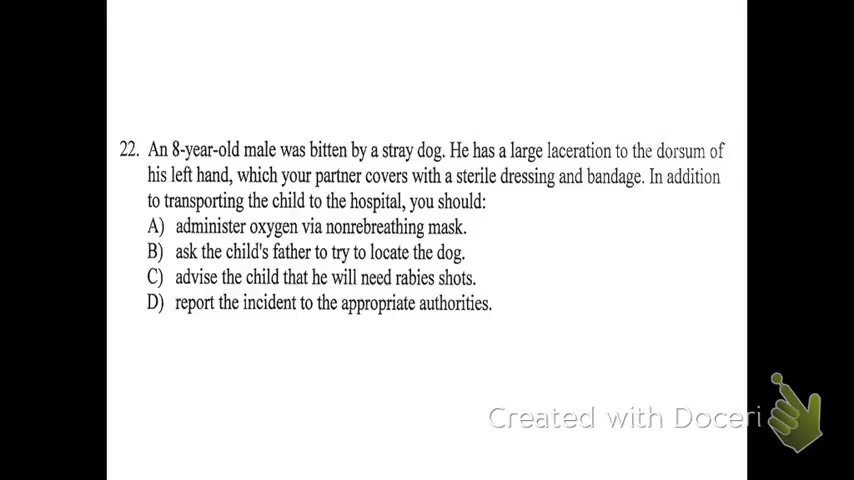 22. An 8-year-old male was bitten by a stray dog. He has a large laceration to the dorsum of
his left hand, which your partner covers with a sterile dressing and bandage. In addition
to transporting the child to the hospital, you should:
A) administer oxygen via nonrebreathing mask.
B) ask the child's father to try to locate the dog.
C) advise the child that he will need rabies shots.
D) report the incident to the appropriate authorities.
Created with Doceri